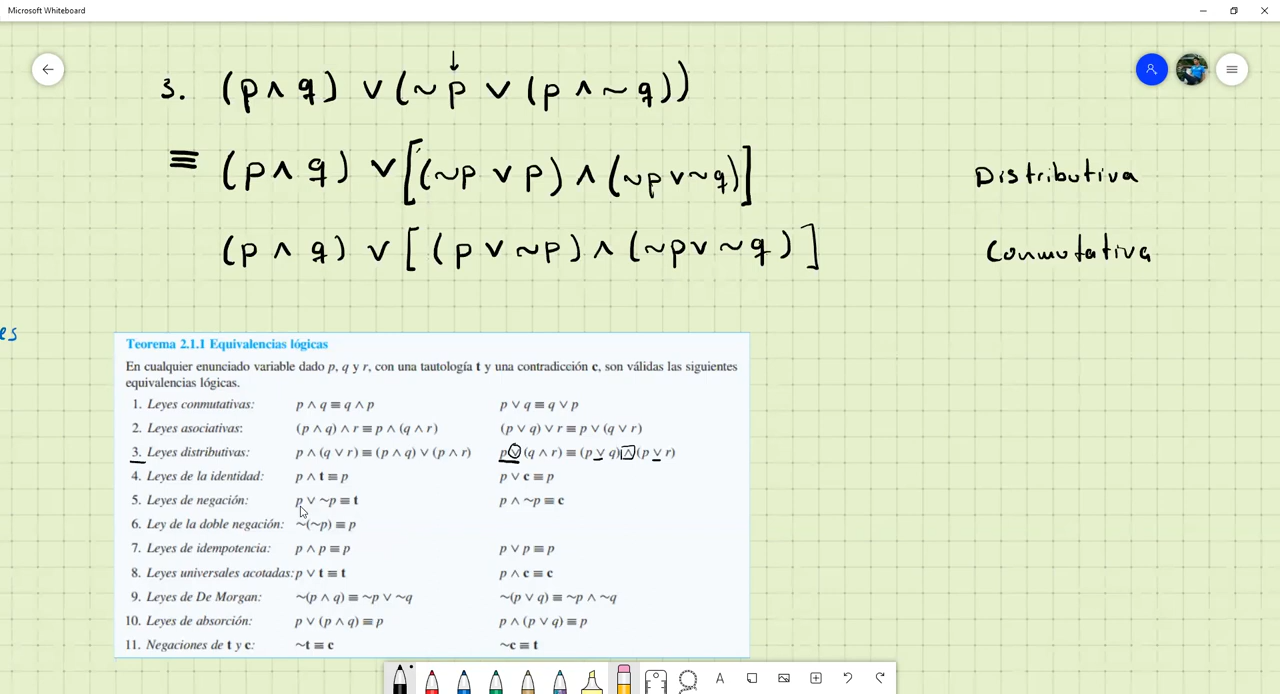 Microsoft Whiteboard
3. (p ∧ q) ∨ (~p ∨ (p ∧ ~q))
≡ (p ∧ q) ∨ [(~p ∨ p) ∧ (~p ∨ ~q)] Distributiva
(p ∧ q) ∨ [(p ∨ ~p) ∧ (~p ∨ ~q)] Conmutativa
es
Teorema 2.1.1 Equivalencias lógicas
En cualquier enunciado variable dado p, q y r, con una tautología t y una contradicción c, son válidas las siguientes
equivalencias lógicas.
1. Leyes conmutativas: p ∧ q ≡ q ∧ p p ∨ q ≡ q ∨ p
2. Leyes asociativas: (p ∧ q) ∧ r ≡ p ∧ (q ∧ r) (p ∨ q) ∨ r ≡ p ∨ (q ∨ r)
3. Leyes distributivas: p ∧ (q ∨ r) ≡ (p ∧ q) ∨ (p ∧ r) p ∨ (q ∧ r) ≡ (p ∨ q) ∧ (p ∨ r)
4. Leyes de la identidad: p ∧ t ≡ p p ∨ c ≡ p
5. Leyes de negación: p ∨ ~p ≡ t p ∧ ~p ≡ c
6. Ley de la doble negación: ~(~p) ≡ p
7. Leyes de idempotencia: p ∧ p ≡ p p ∨ p ≡ p
8. Leyes universales acotadas: p ∨ t ≡ t p ∧ c ≡ c
9. Leyes de De Morgan: ~(p ∧ q) ≡ ~p ∨ ~q ~(p ∨ q) ≡ ~p ∧ ~q
10. Leyes de absorción: p ∨ (p ∧ q) ≡ p p ∧ (p ∨ q) ≡ p
11. Negaciones de t y c: ~t ≡ c ~c ≡ t
A